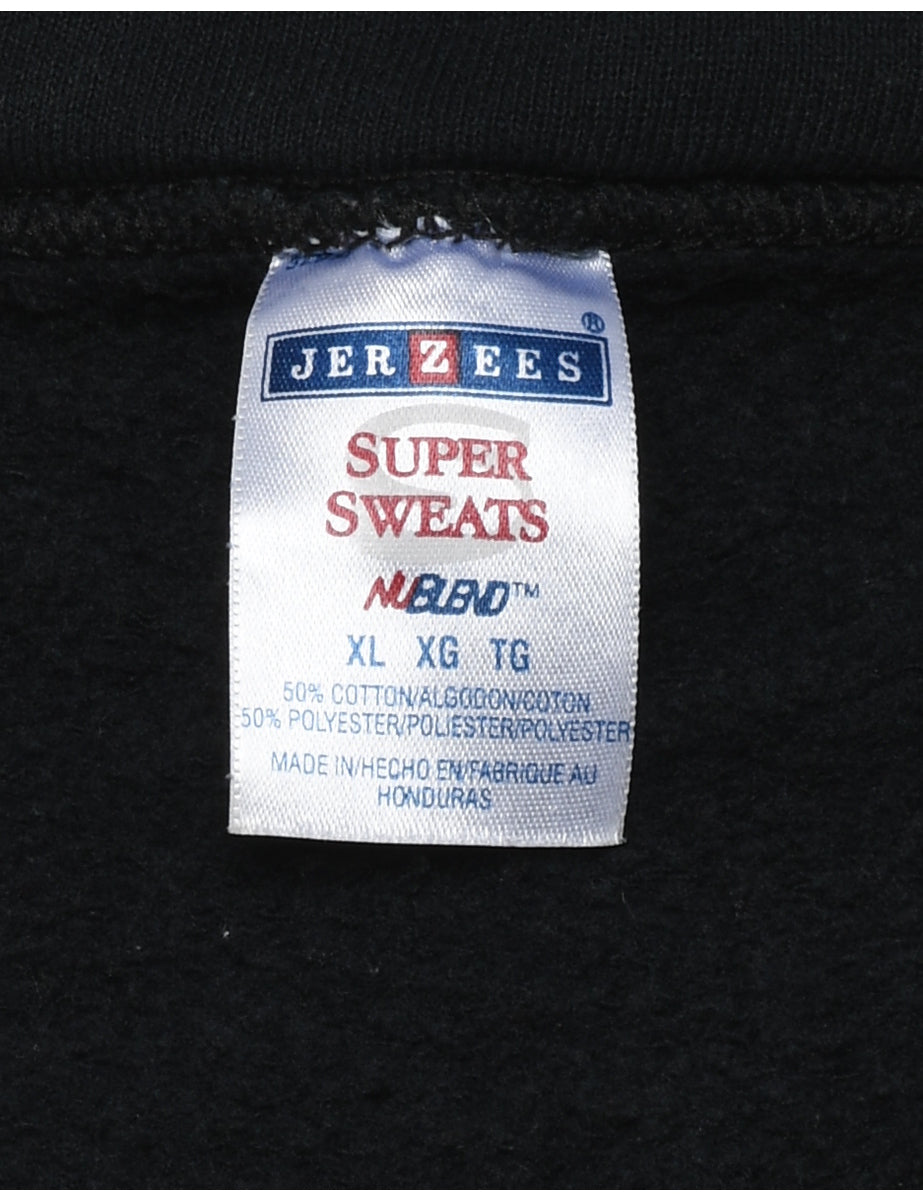 JERZEES®
SUPER
SWEATS
NUBLEND™
XL XG TG
50% COTTON/ALGODON/COTON
50% POLYESTER/POLIESTER/POLYESTER
MADE IN/HECHO EN/FABRIQUE AU
HONDURAS